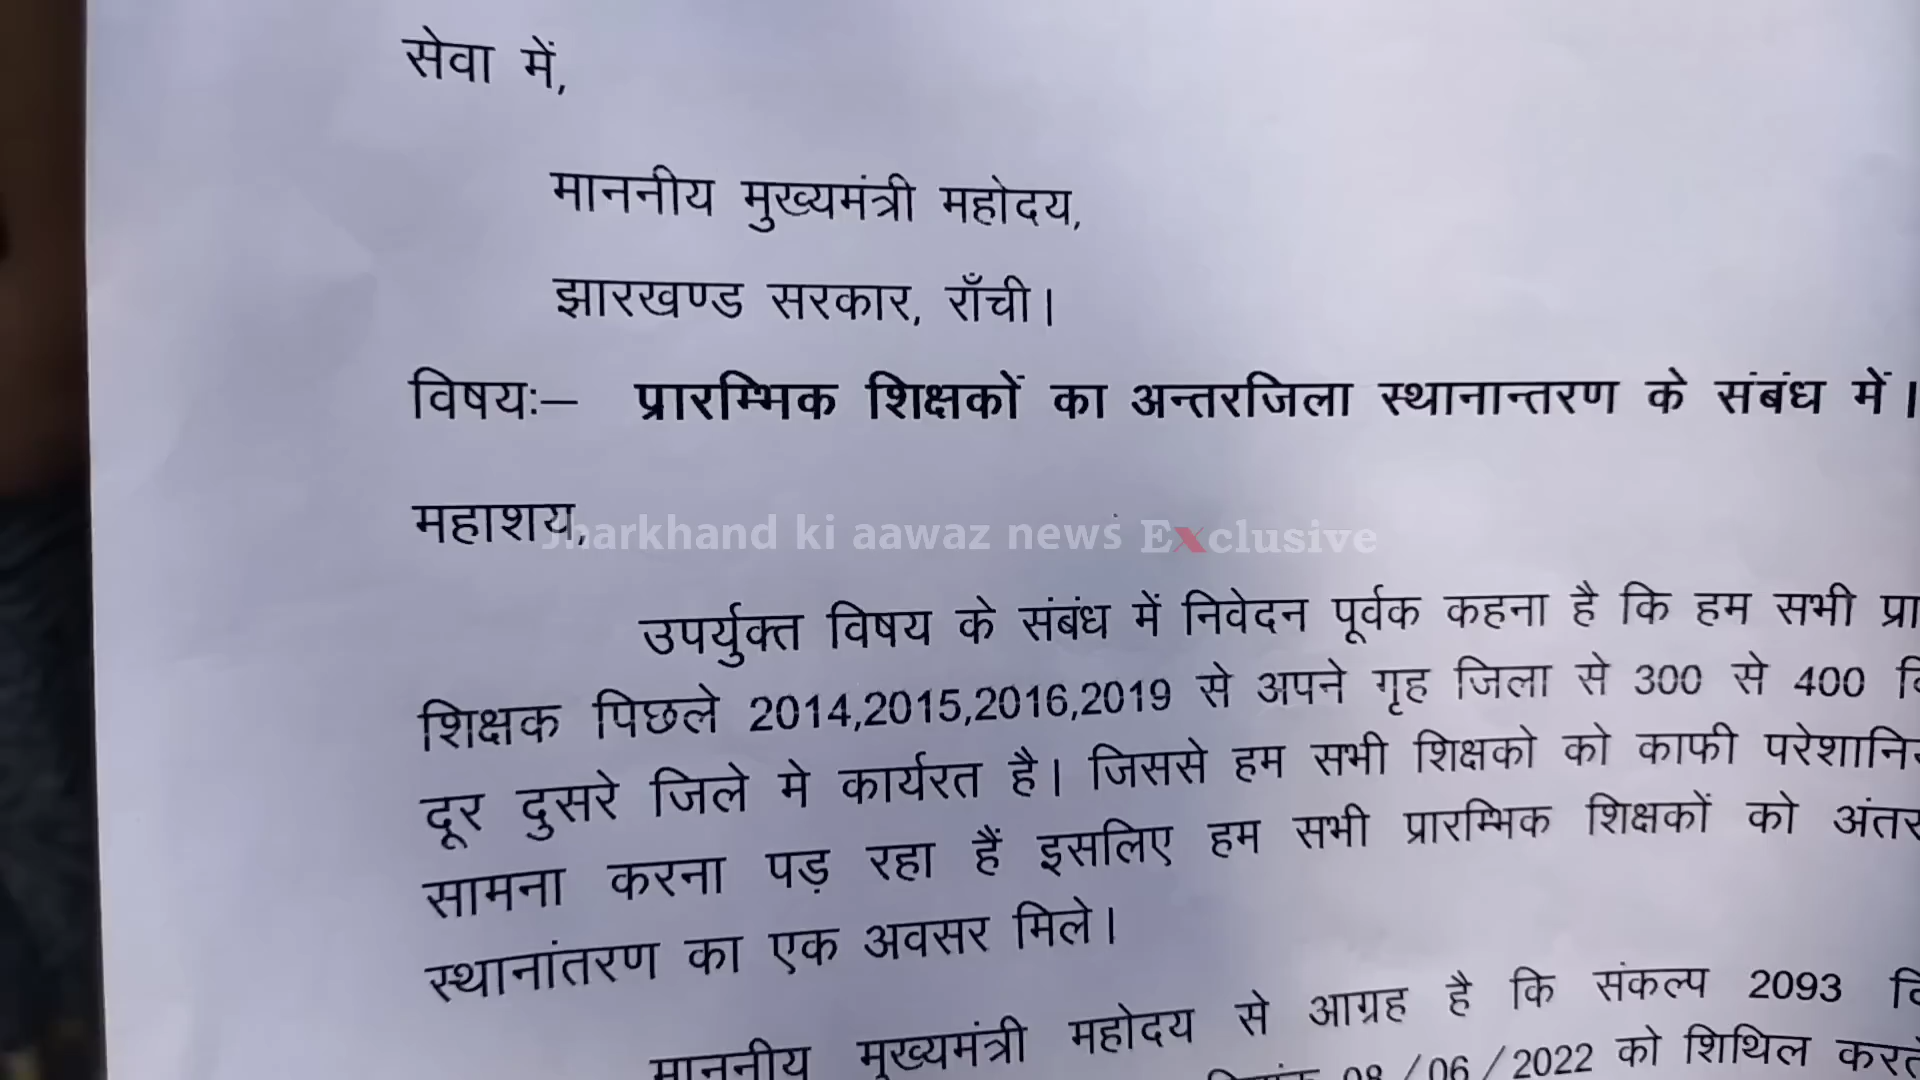 सेवा में,
माननीय मुख्यमंत्री महोदय,
झारखण्ड सरकार, राँची।
विषयः— प्रारम्भिक शिक्षकों का अन्तरजिला स्थानान्तरण के संबंध में।
महाशय,
Jharkhand ki aawaz news Exclusive
उपर्युक्त विषय के संबंध में निवेदन पूर्वक कहना है कि हम सभी
शिक्षक पिछले 2014,2015,2016,2019 से अपने गृह जिला से 300 से 400
दूर दुसरे जिले मे कार्यरत है। जिससे हम सभी शिक्षको को काफी
सामना करना पड़ रहा हैं इसलिए हम सभी प्रारम्भिक शिक्षकों को
स्थानांतरण का एक अवसर मिले।
माननीय मुख्यमंत्री महोदय से आग्रह है कि संकल्प 2093
08/06/2022 को शिथिल